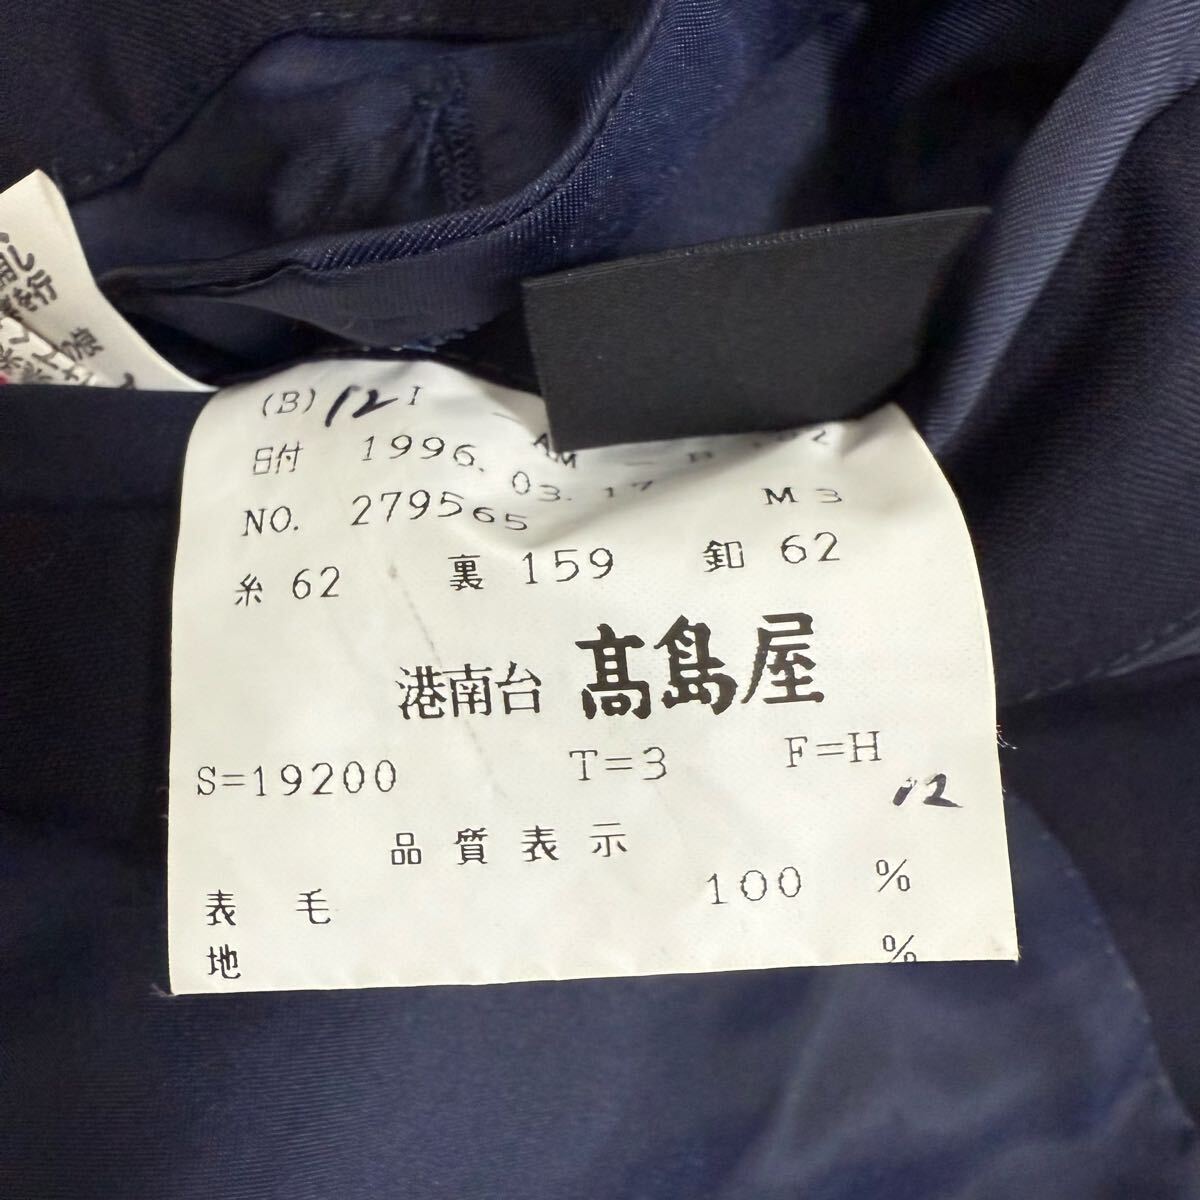 (B) 12 I
日付 1996.03.17
NO. 279565 M3
糸 62 裏 159 釦 62
港南台 髙島屋
S=19200 T=3 F=H
12
品質表示
表 毛 100 %
地 %